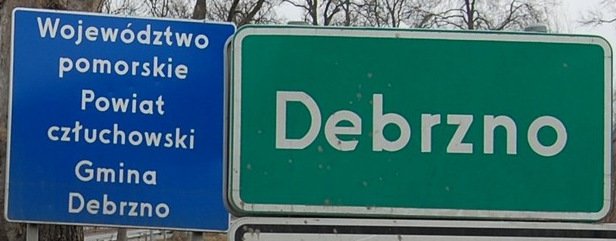 Województwo
pomorskie
Powiat
człuchowski
Gmina
Debrzno
Debrzno